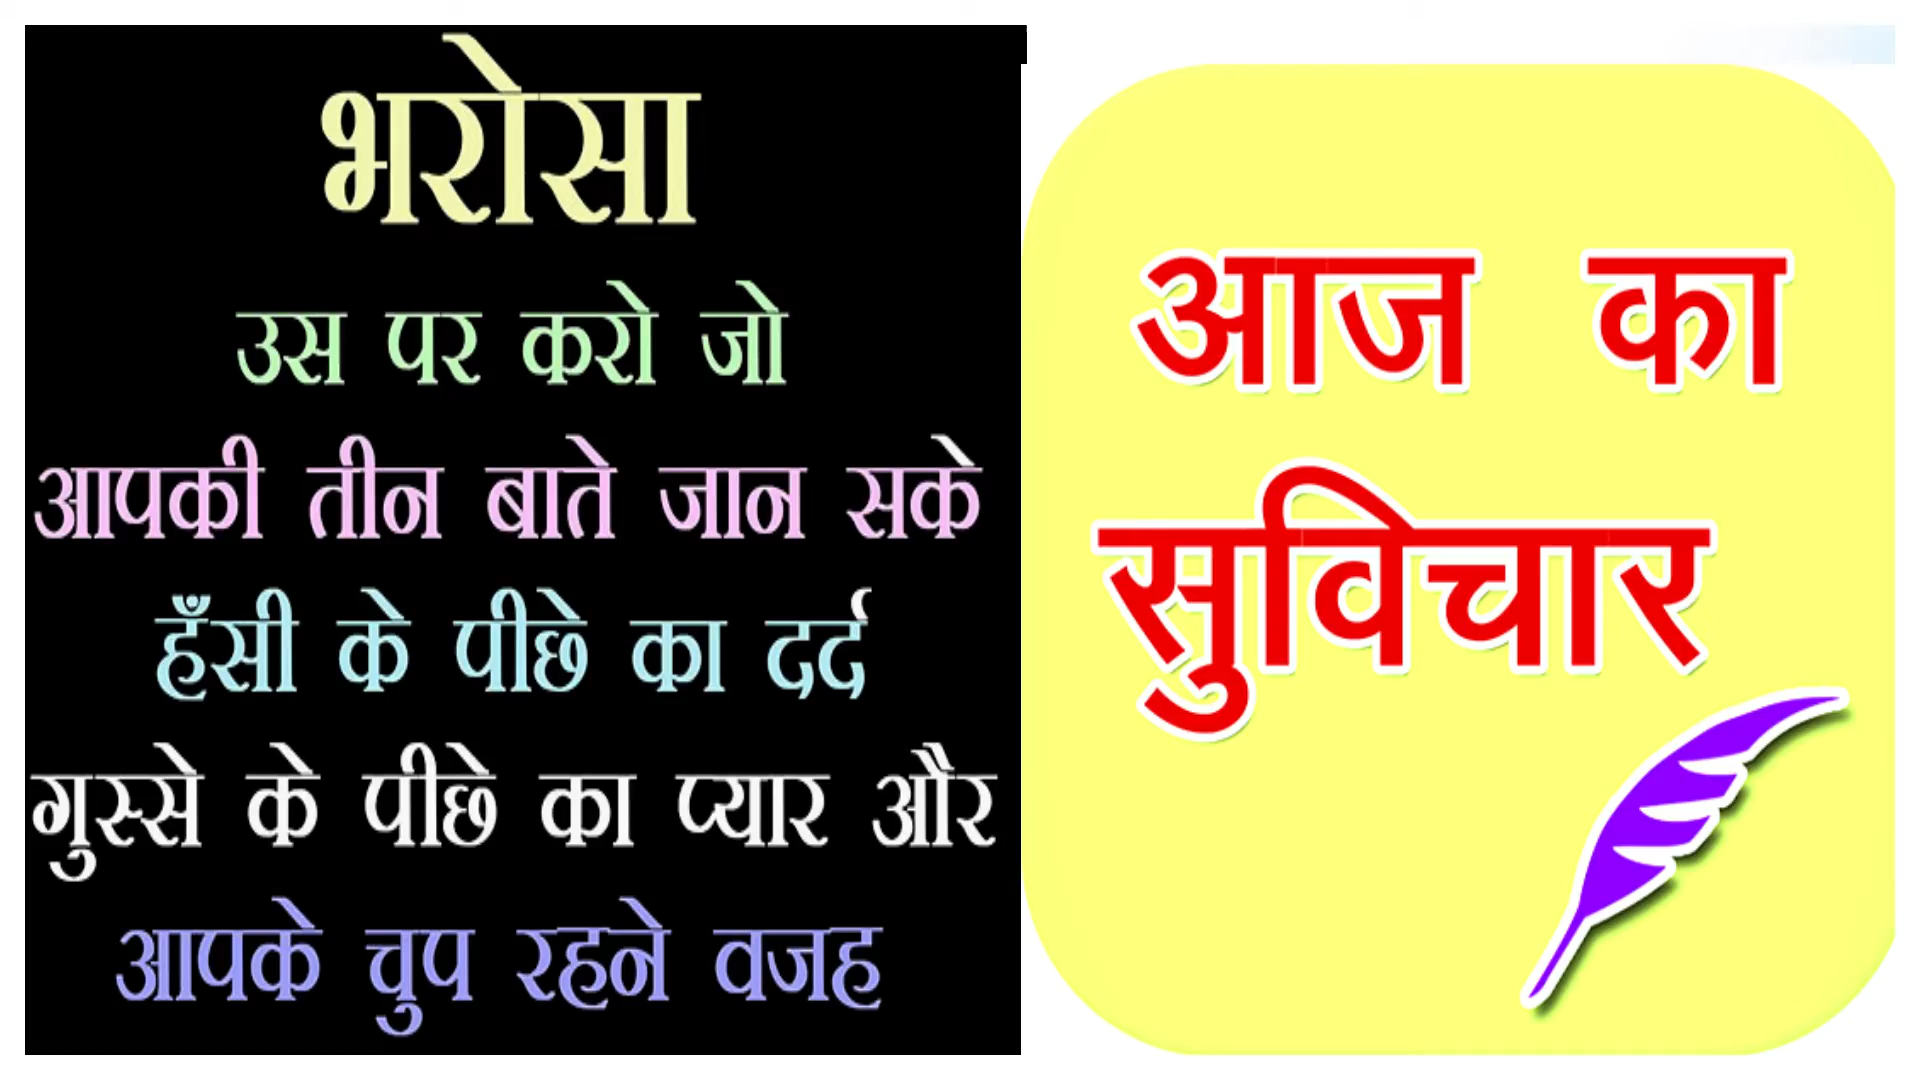 भरोसा
उस पर करो जो
आपकी तीन बाते जान सके
हँसी के पीछे का दर्द
गुस्से के पीछे का प्यार और
आपके चुप रहने वजह
आज का
सुविचार